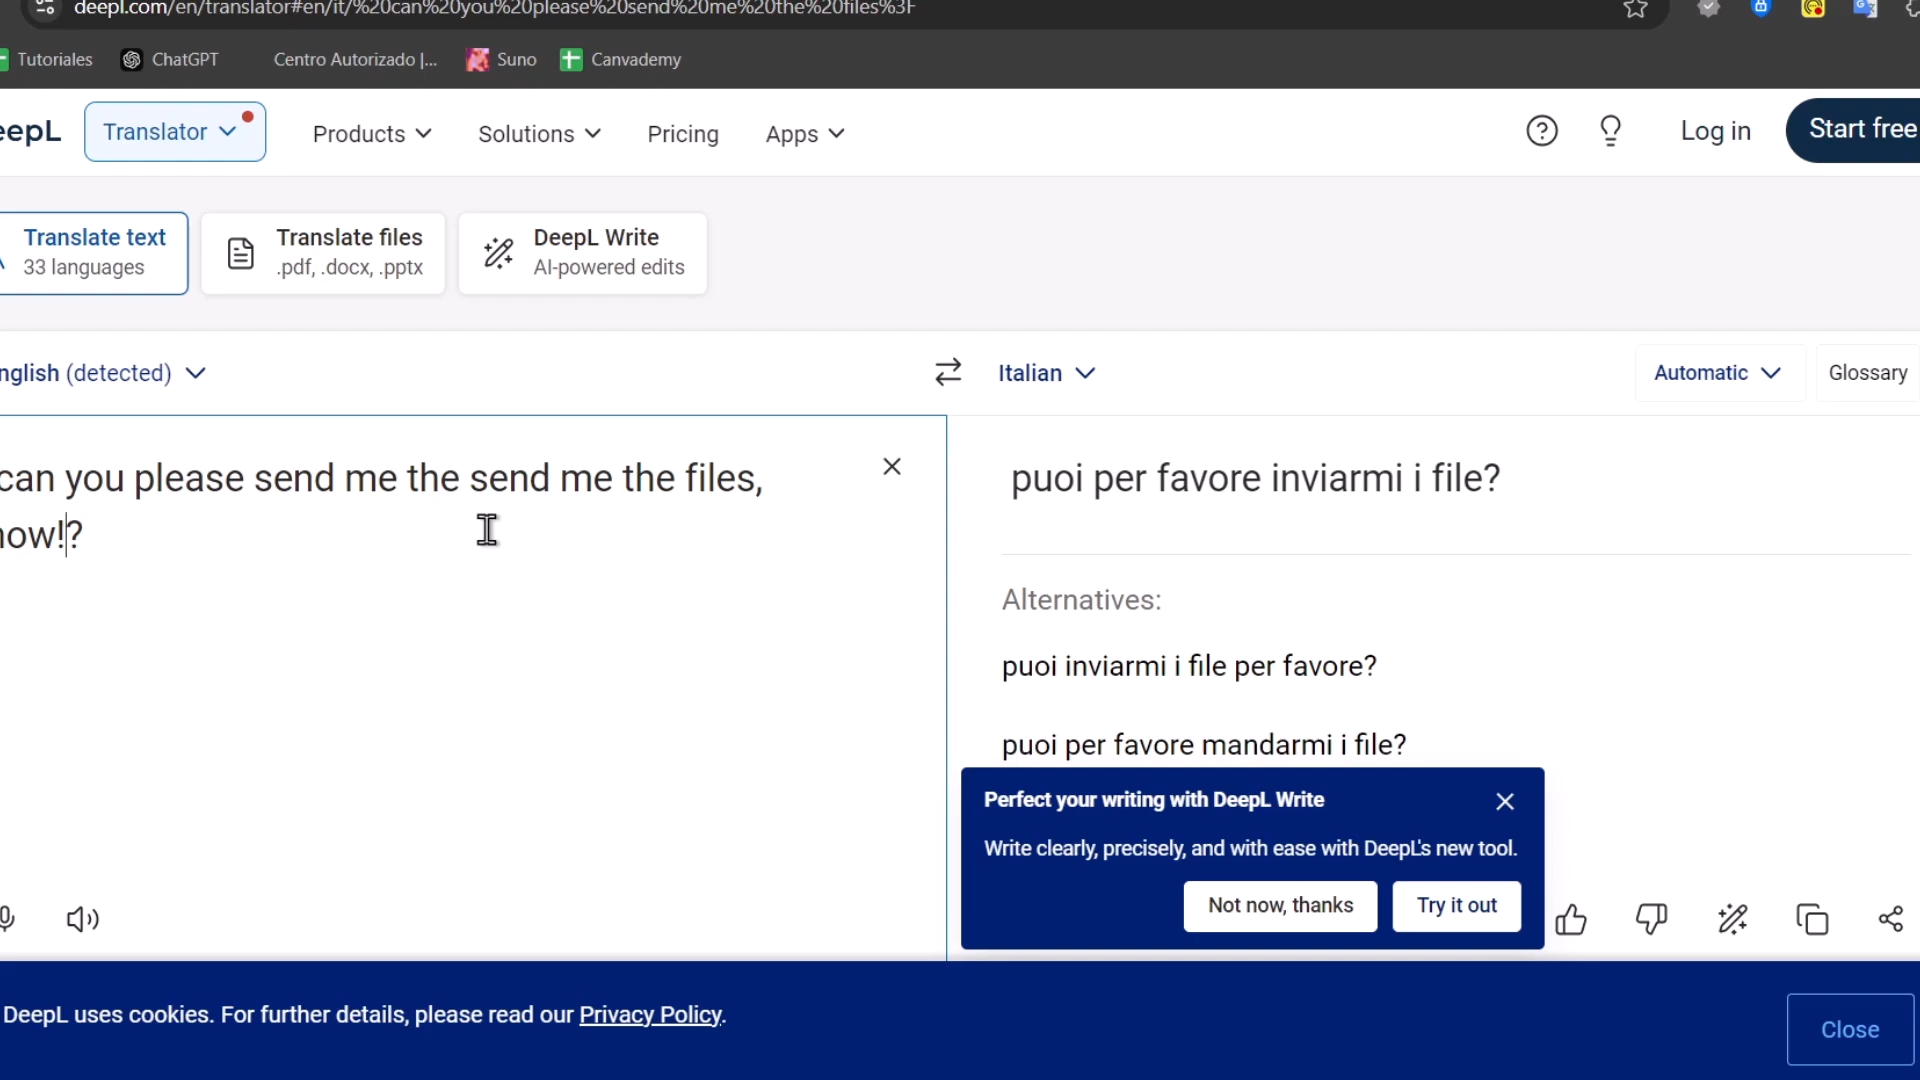 deepl.com/en/translator#en/it/%20can%20you%20please%20send%20me%20the%20files%3F
Tutoriales ChatGPT Centro Autorizado |... Suno Canvademy
eepL Translator Products Solutions Pricing Apps Log in Start free
Translate text
33 languages
Translate files
.pdf, .docx, .pptx
DeepL Write
AI-powered edits
nglish (detected) Italian Automatic Glossary
can you please send me the send me the files,
now!?
puoi per favore inviarmi i file?
Alternatives:
puoi inviarmi i file per favore?
puoi per favore mandarmi i file?
Perfect your writing with DeepL Write
Write clearly, precisely, and with ease with DeepL's new tool.
Not now, thanks Try it out
DeepL uses cookies. For further details, please read our Privacy Policy.
Close